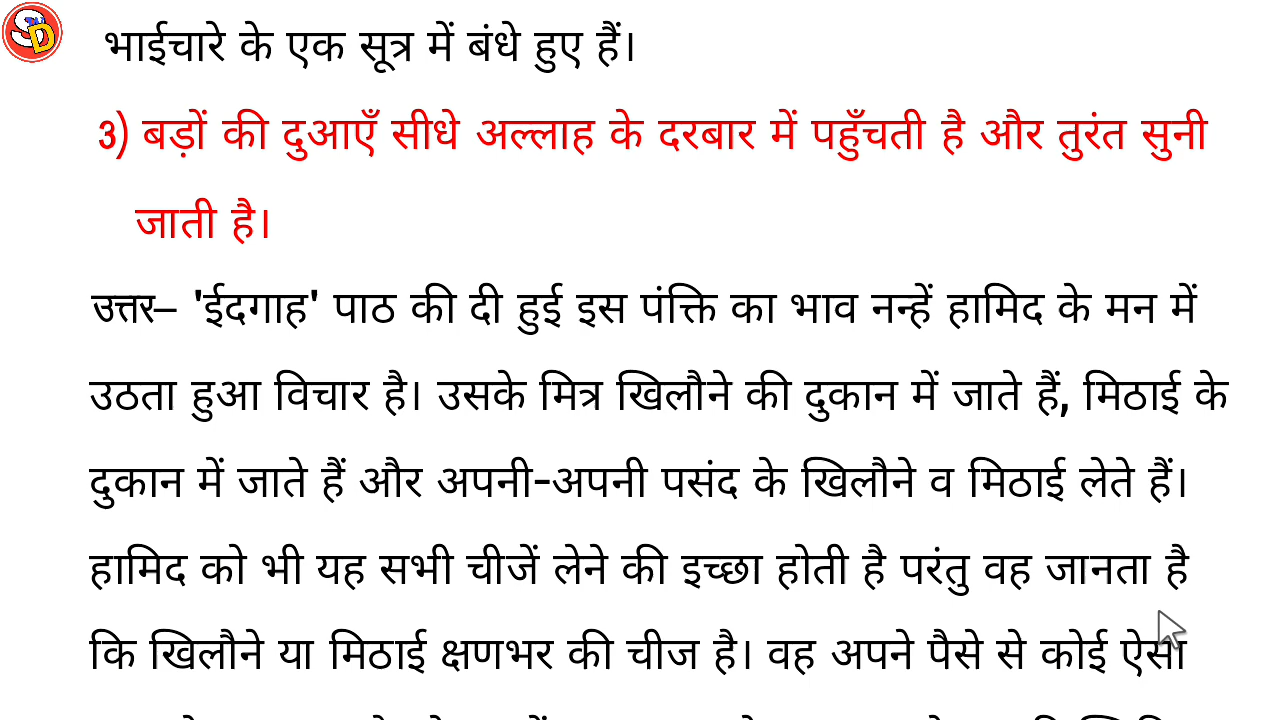 भाईचारे के एक सूत्र में बंधे हुए हैं।
3) बड़ों की दुआएँ सीधे अल्लाह के दरबार में पहुँचती है और तुरंत सुनी
जाती है।
उत्तर– 'ईदगाह' पाठ की दी हुई इस पंक्ति का भाव नन्हें हामिद के मन में
उठता हुआ विचार है। उसके मित्र खिलौने की दुकान में जाते हैं, मिठाई के
दुकान में जाते हैं और अपनी-अपनी पसंद के खिलौने व मिठाई लेते हैं।
हामिद को भी यह सभी चीजें लेने की इच्छा होती है परंतु वह जानता है
कि खिलौने या मिठाई क्षणभर की चीज है। वह अपने पैसे से कोई ऐसा